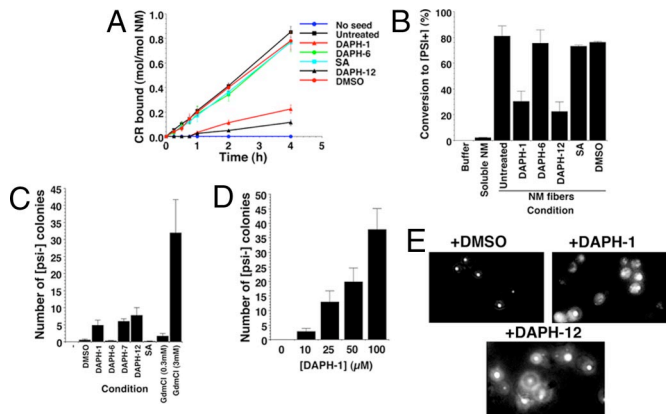 A
CR bound (mol/mol NM)
1.0
0.8
0.6
0.4
0.2
0.0
0
1
2
3
4
5
Time (h)
No seed
Untreated
DAPH-1
DAPH-6
SA
DAPH-12
DMSO
B
Conversion to [PSI+] (%)
100
80
60
40
20
0
Buffer
Soluble NM
Untreated
DAPH-1
DAPH-6
DAPH-12
SA
DMSO
NM fibers
Condition
C
Number of [psi-] colonies
45
40
35
30
25
20
15
10
5
0
-
DMSO
DAPH-1
DAPH-6
DAPH-7
DAPH-12
SA
GdmCl (0.3mM)
GdmCl (3mM)
Condition
D
Number of [psi-] colonies
50
40
30
20
10
0
0
10
25
50
100
[DAPH-1] (µM)
E
+DMSO
+DAPH-1
+DAPH-12